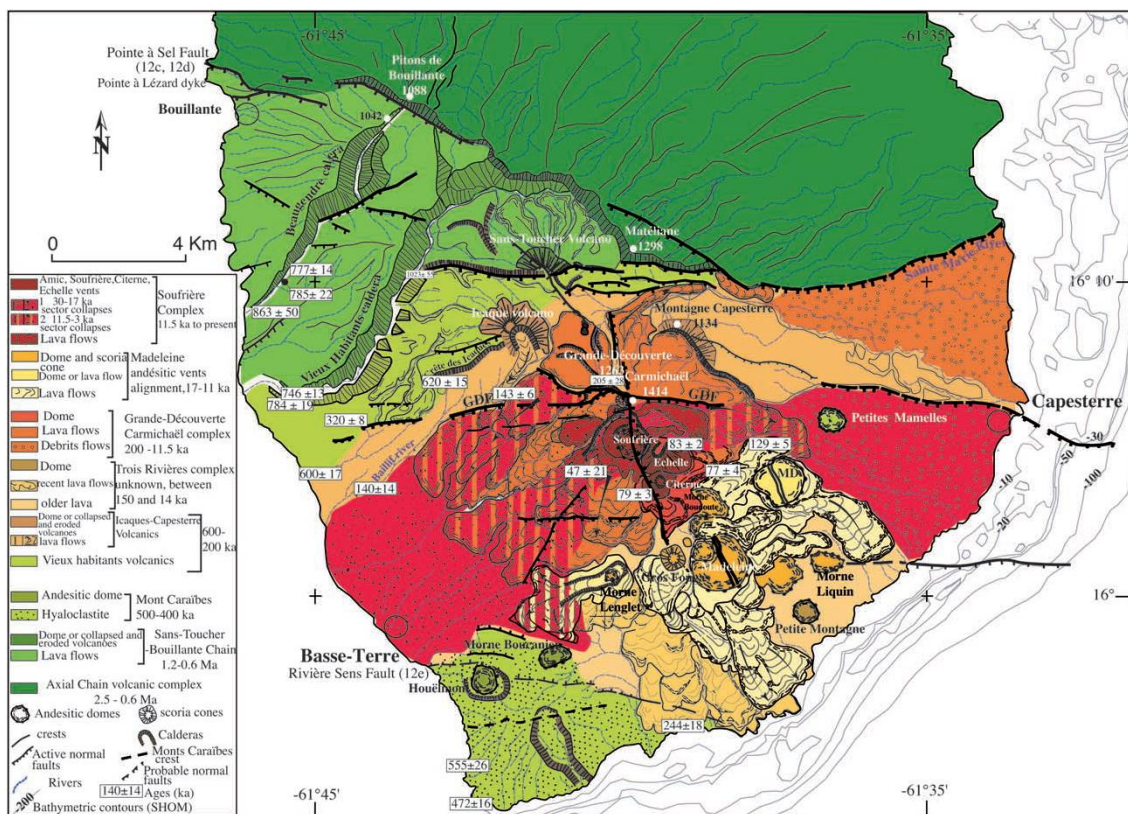 -61°45'
-61°35'
Pointe à Sel Fault
(12c, 12d)
Pointe à Lézard dyke
Bouillante
Pitons de
Bouillante
1088
1042
N
Beaugendre caldera
0 4 Km
Sans-Toucher Volcano
Matéliane
1298
Sainte Marie River
16° 10'
777± 14
785± 22
863± 50
1023± 55
Vieux Habitants caldera
Icaque volcano
Montagne Capesterre
1134
Grande-Découverte
1263
Carmichaël
205± 28
1414
746±13
784± 19
620± 15
143± 6
GDF
GDF
320± 8
600± 17
140±14
Petites Mamelles
Capesterre
-30
-50
-100
-10
-20
Soufrière
83± 2
129± 5
Echelle
47± 21
77± 4
Citerne
MD
79± 3
Morne
Madeleine
Morne
Lenglet
Morne
Liquin
Petite Montagne
16°
Basse-Terre
Rivière Sens Fault (12e)
Morne Boucanier
Houëlmont
244±18
555±26
472±16
-61°45'
-61°35'
Amic, Soufrière,Citerne,
Echelle vents
1 30-17 ka
sector collapses
2 11.5-3 ka
sector collapses
Lava flows
Soufrière
Complex
11.5 ka to present
Dome and scoria
cone
Dome or lava flow
Lava flows
Madeleine
andésitic vents
alignment,17-11 ka
Dome
Lava flows
Debrits flows
Grande-Découverte
Carmichaël complex
200 -11.5 ka
Dome
recent lava flows
older lava
Trois Rivières complex
unknown, between
150 and 14 ka
Dome or collapsed
and eroded
volcanoes
lava flows
Icaques-Capesterre
Volcanics
Vieux habitants volcanics
600-
200 ka
Andesitic dome
Hyaloclastite
Mont Caraïbes
500-400 ka
Dome or collapsed and
eroded volcanoes
Lava flows
Sans-Toucher
-Bouillante Chain
1.2-0.6 Ma
Axial Chain volcanic complex
2.5 - 0.6 Ma
Andesitic domes
scoria cones
crests
Calderas
Active normal
faults
Monts Caraïbes
crest
Probable normal
faults
Rivers
140±14 Ages (ka)
-200 Bathymetric contours (SHOM)